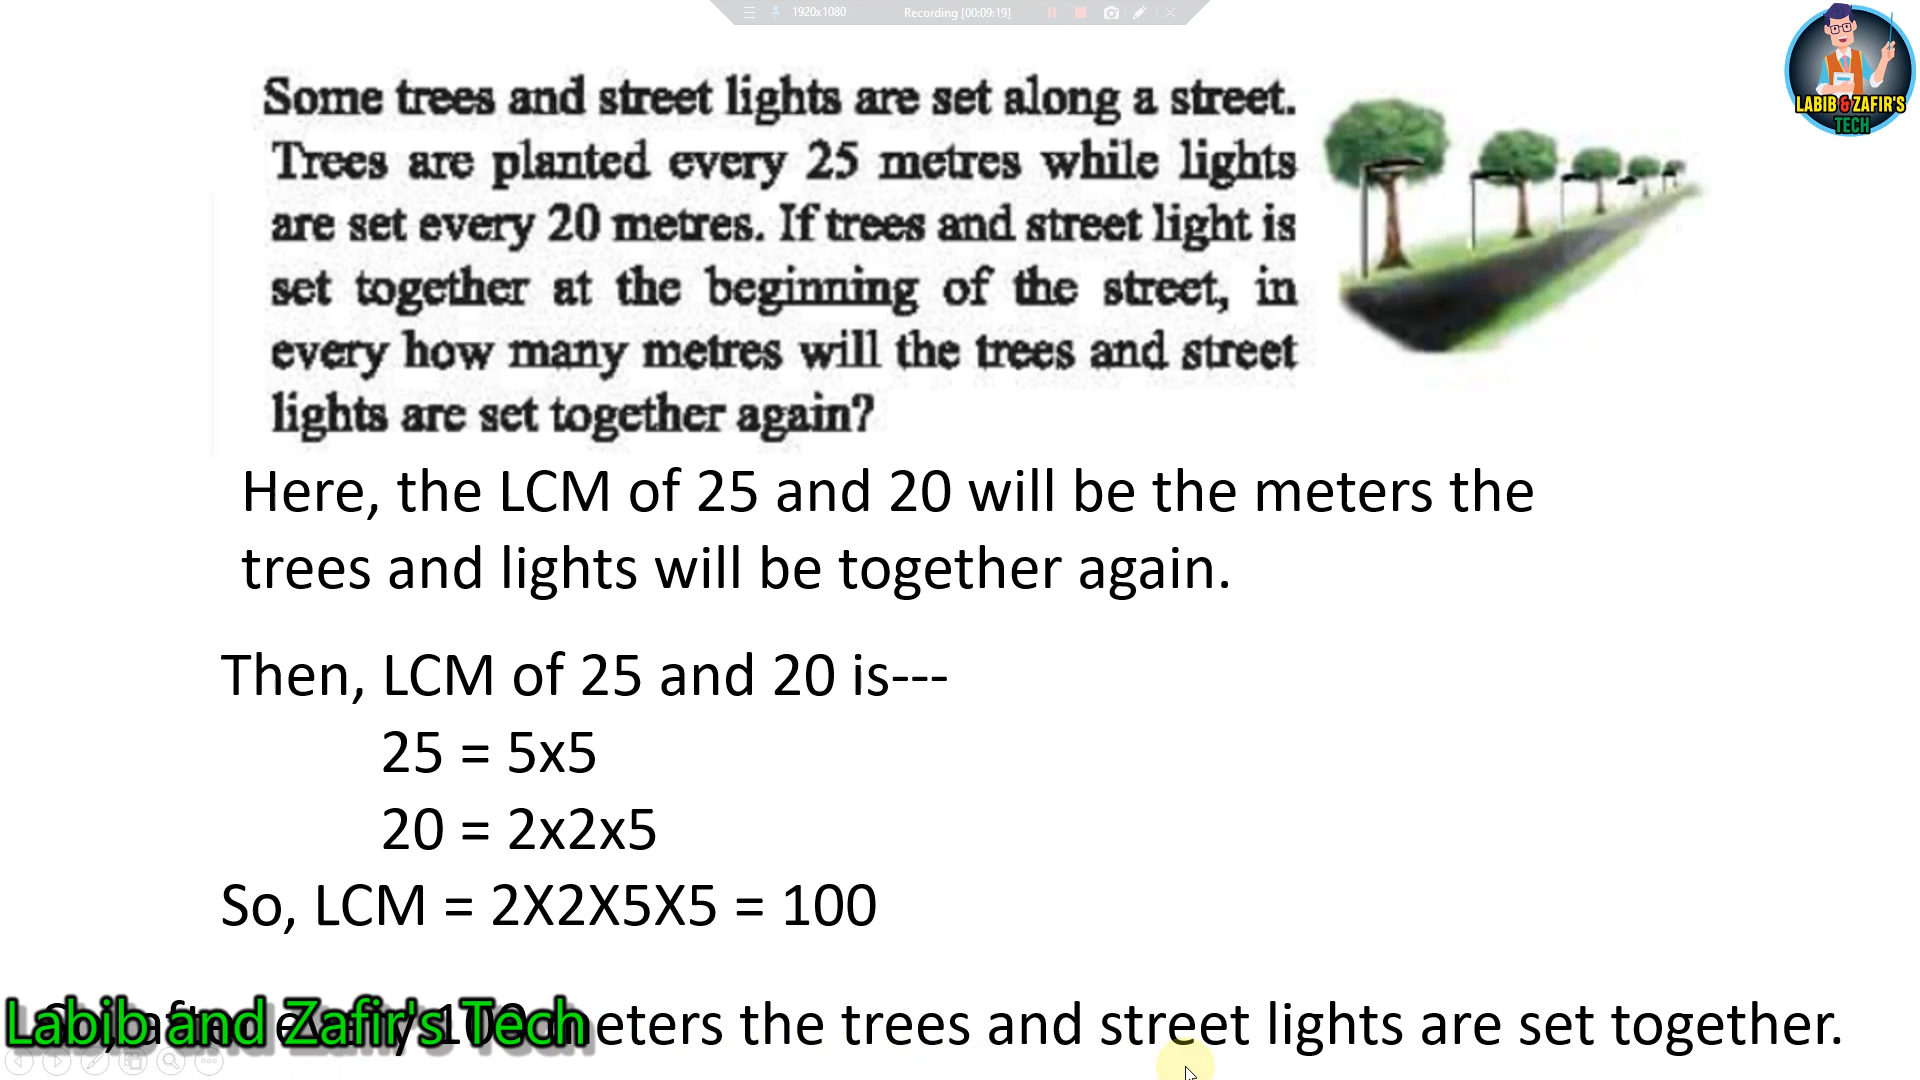 1920x1080 Recording [00:09:19]
LABIB & ZAFIR'S
TECH
Some trees and street lights are set along a street.
Trees are planted every 25 metres while lights
are set every 20 metres. If trees and street light is
set together at the beginning of the street, in
every how many metres will the trees and street
lights are set together again?
Here, the LCM of 25 and 20 will be the meters the
trees and lights will be together again.
Then, LCM of 25 and 20 is---
25 = 5x5
20 = 2x2x5
So, LCM = 2X2X5X5 = 100
So, after every 100 meters the trees and street lights are set together.
Labib and Zafir's Tech